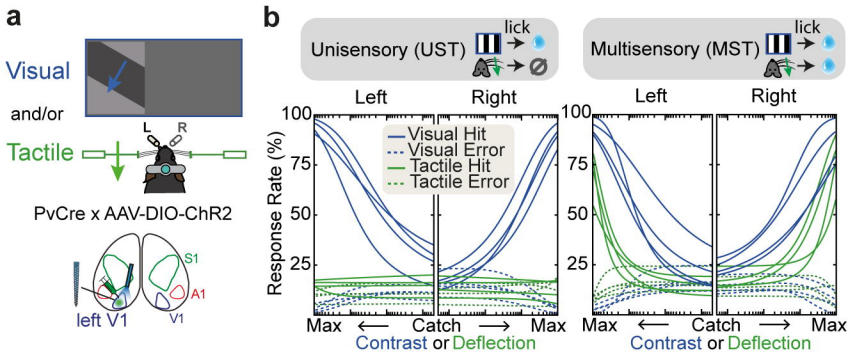 a
Visual
and/or
Tactile
L R
PvCre x AAV-DIO-ChR2
S1
A1
V1
left V1
b
Unisensory (UST)
lick
Multisensory (MST)
lick
Left Right
Left Right
Response Rate (%)
100
75
50
25
Visual Hit
Visual Error
Tactile Hit
Tactile Error
100
75
50
25
Max ← Catch → Max
Contrast or Deflection
Max ← Catch → Max
Contrast or Deflection